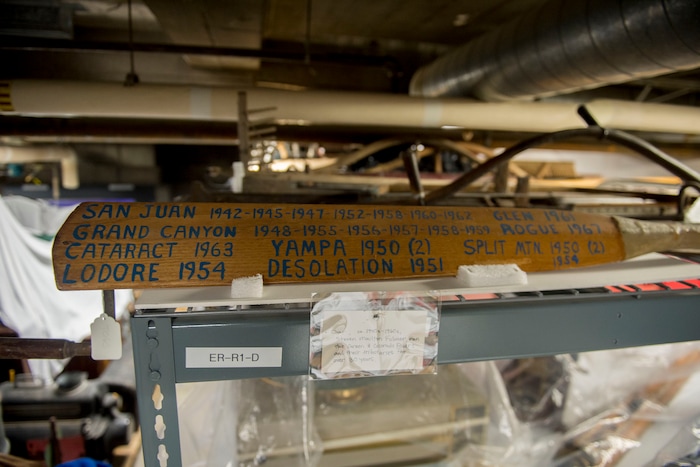 SAN JUAN 1942-1945-1947 1952-1958 1960-1962 GLEN 1961
GRAND CANYON 1948-1955-1956-1957-1958-1959 ROGUE 1967
CATARACT 1963 YAMPA 1950 (2) SPLIT MTN. 1950 (2)
1954
LODORE 1954 DESOLATION 1951
ER-R1-D